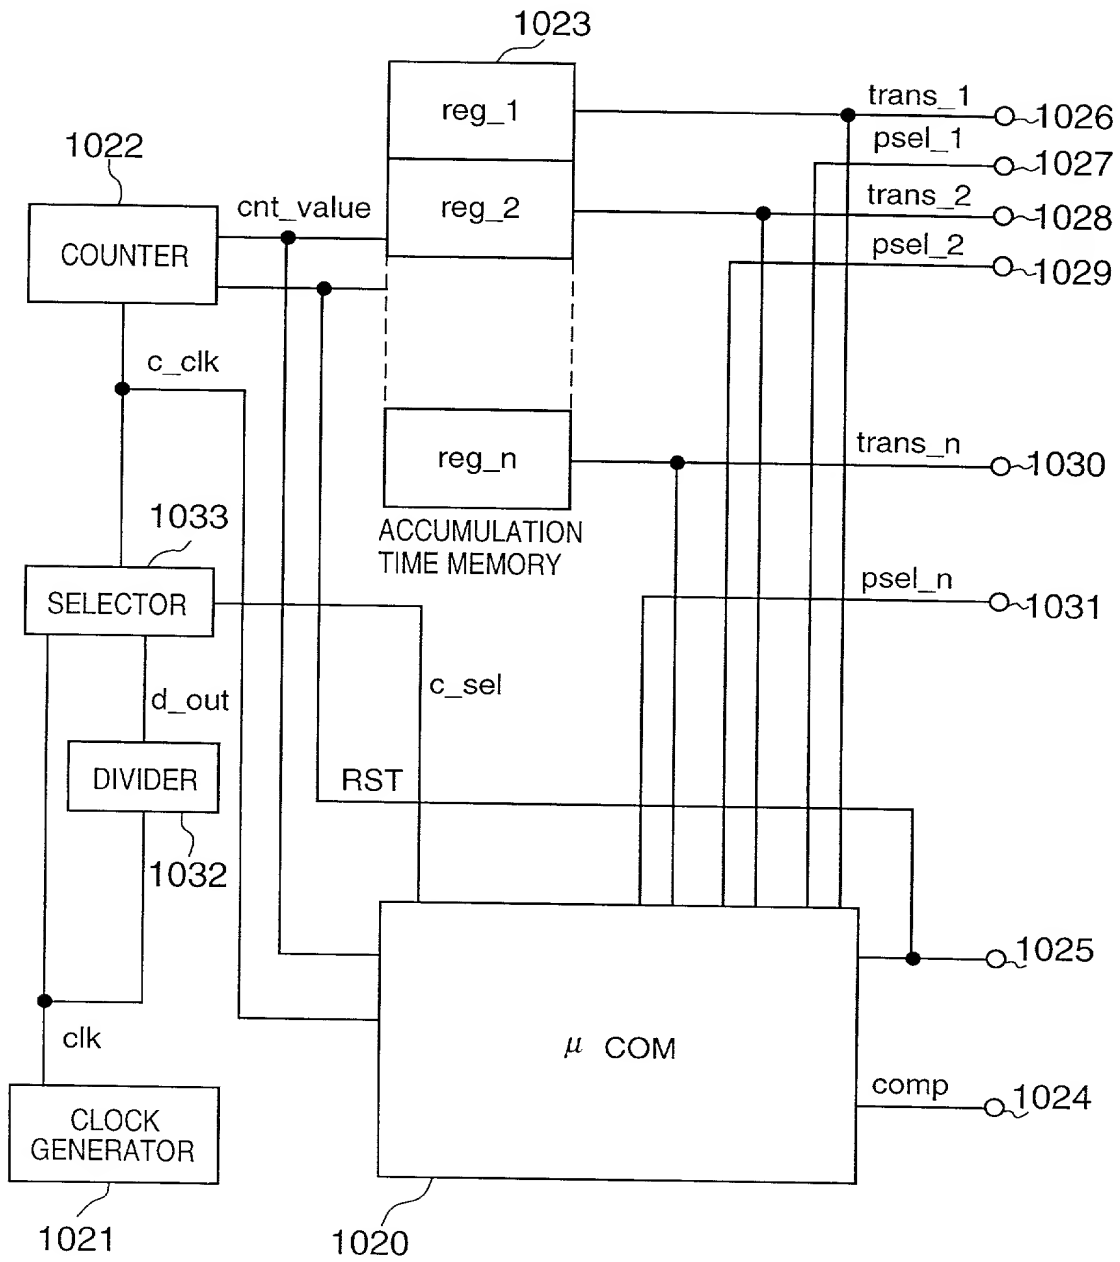 1023
reg_1
trans_1
1026
psel_1
1027
1022
cnt_value
reg_2
trans_2
1028
COUNTER
psel_2
1029
c_clk
reg_n
trans_n
1030
1033
ACCUMULATION
TIME MEMORY
SELECTOR
psel_n
1031
d_out
c_sel
DIVIDER
RST
1032
1025
clk
μ COM
comp
1024
CLOCK
GENERATOR
1021
1020